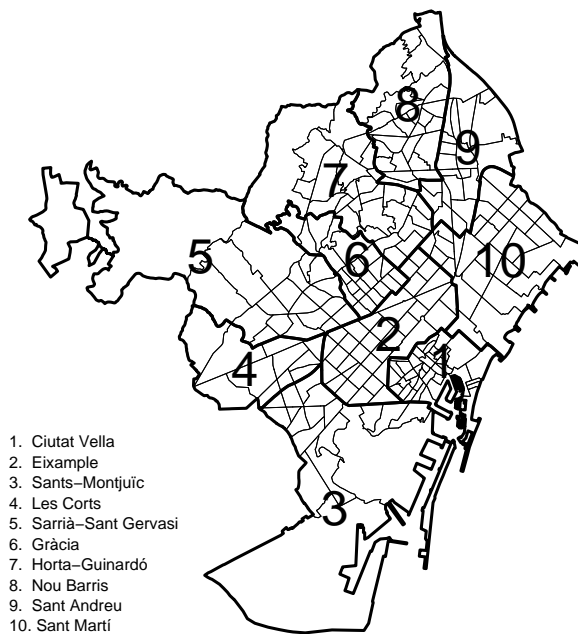 8
9
7
5
6
10
2
1
4
3
1. Ciutat Vella
2. Eixample
3. Sants−Montjuïc
4. Les Corts
5. Sarrià−Sant Gervasi
6. Gràcia
7. Horta−Guinardó
8. Nou Barris
9. Sant Andreu
10. Sant Martí